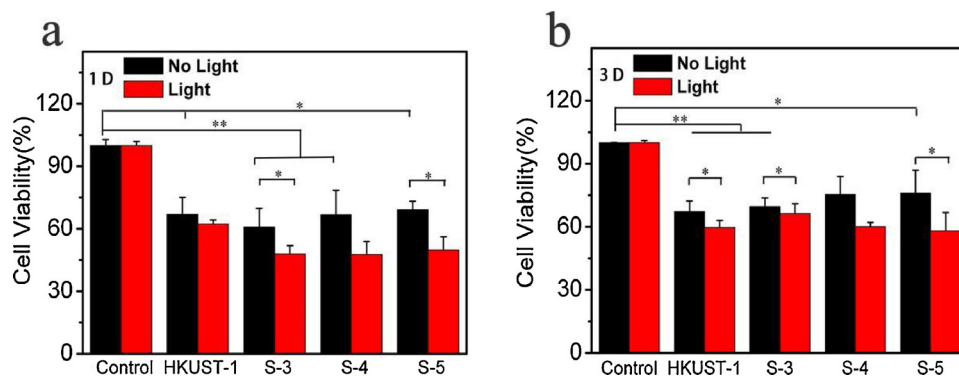 a
1 D
No Light
Light
*
**
*
*
120
90
60
30
0
Cell Viability(%)
Control HKUST-1 S-3 S-4 S-5
b
3 D
No Light
Light
*
**
*
*
*
120
90
60
30
0
Cell Viability(%)
Control HKUST-1 S-3 S-4 S-5